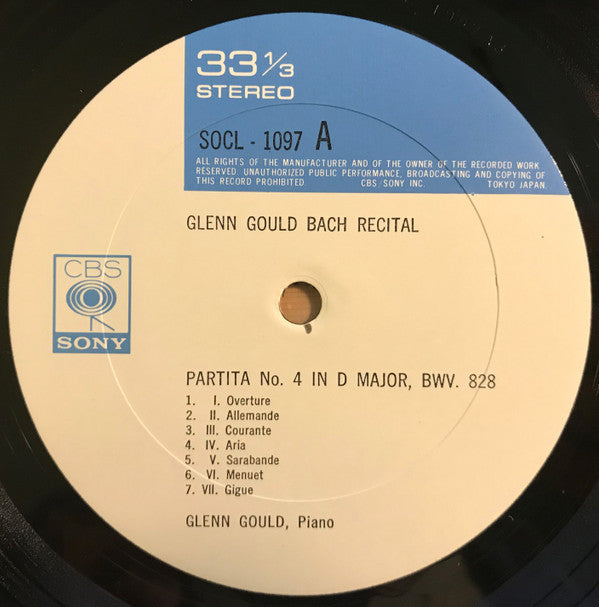 33 1/3
STEREO
SOCL - 1097 A
ALL RIGHTS OF THE MANUFACTURER AND OF THE OWNER OF THE RECORDED WORK
RESERVED. UNAUTHORIZED PUBLIC PERFORMANCE, BROADCASTING AND COPYING OF
THIS RECORD PROHIBITED. CBS/SONY INC. TOKYO JAPAN.
GLENN GOULD BACH RECITAL
CBS
SONY
PARTITA No. 4 IN D MAJOR, BWV. 828
1. I. Overture
2. II. Allemande
3. III. Courante
4. IV. Aria
5. V. Sarabande
6. VI. Menuet
7. VII. Gigue
GLENN GOULD, Piano